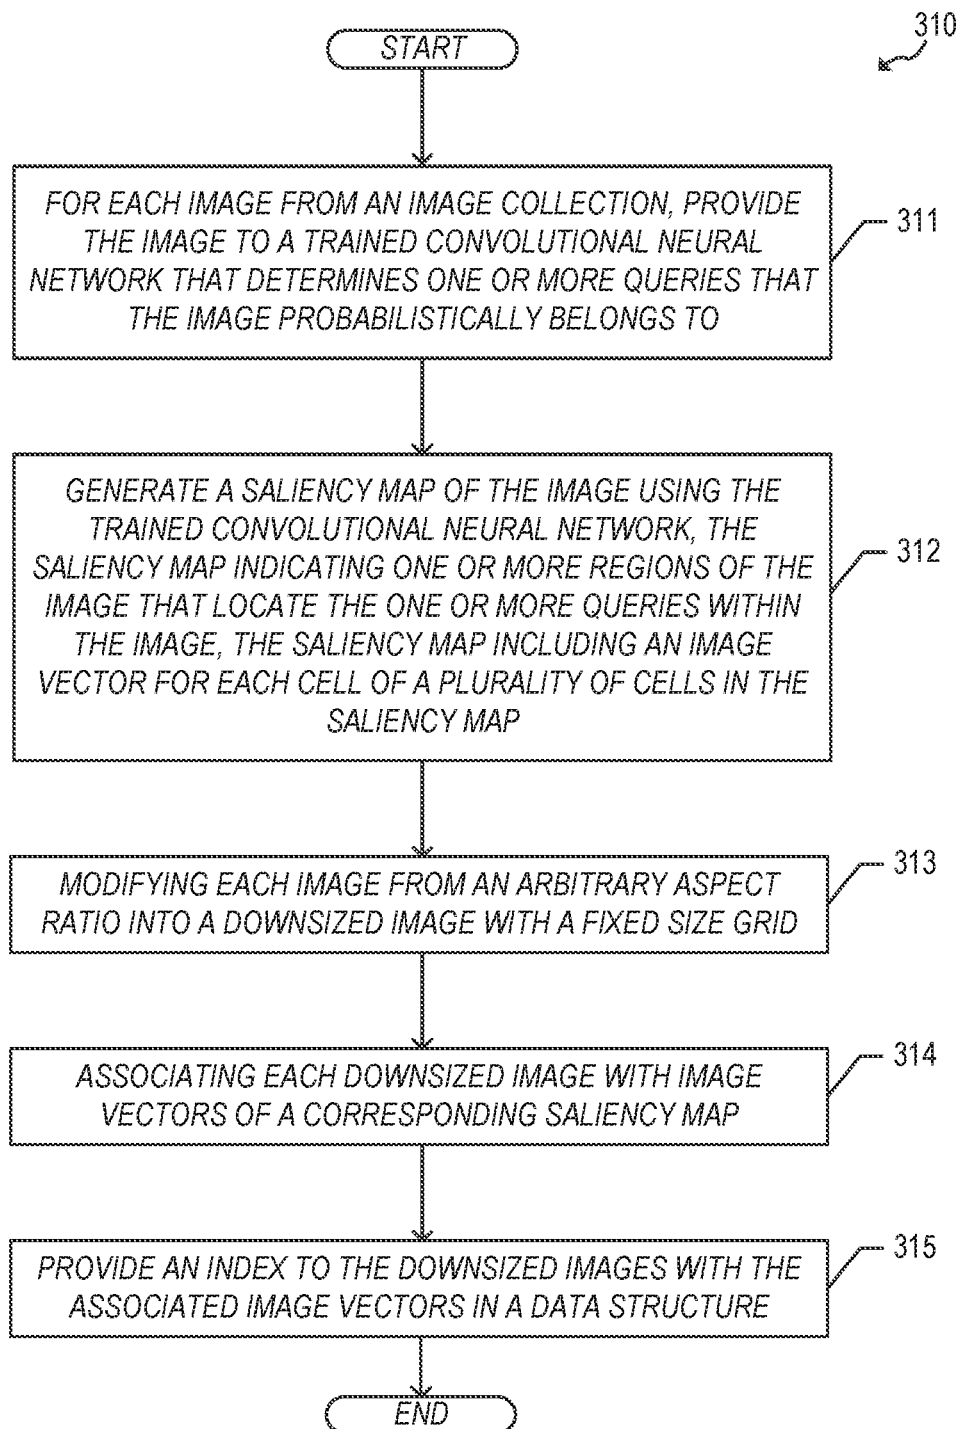 310
START
FOR EACH IMAGE FROM AN IMAGE COLLECTION, PROVIDE
THE IMAGE TO A TRAINED CONVOLUTIONAL NEURAL
NETWORK THAT DETERMINES ONE OR MORE QUERIES THAT
THE IMAGE PROBABILISTICALLY BELONGS TO
311
GENERATE A SALIENCY MAP OF THE IMAGE USING THE
TRAINED CONVOLUTIONAL NEURAL NETWORK, THE
SALIENCY MAP INDICATING ONE OR MORE REGIONS OF THE
IMAGE THAT LOCATE THE ONE OR MORE QUERIES WITHIN
THE IMAGE, THE SALIENCY MAP INCLUDING AN IMAGE
VECTOR FOR EACH CELL OF A PLURALITY OF CELLS IN THE
SALIENCY MAP
312
MODIFYING EACH IMAGE FROM AN ARBITRARY ASPECT
RATIO INTO A DOWNSIZED IMAGE WITH A FIXED SIZE GRID
313
ASSOCIATING EACH DOWNSIZED IMAGE WITH IMAGE
VECTORS OF A CORRESPONDING SALIENCY MAP
314
PROVIDE AN INDEX TO THE DOWNSIZED IMAGES WITH THE
ASSOCIATED IMAGE VECTORS IN A DATA STRUCTURE
315
END